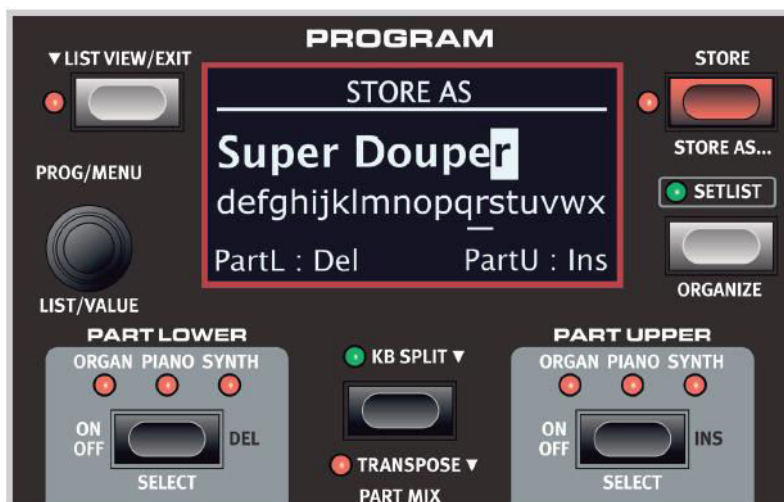 PROGRAM
▼ LIST VIEW/EXIT
STORE
STORE AS
Super Douper
defghijklmnopqrstuvwx
PartL : Del PartU : Ins
STORE AS...
PROG/MENU
SETLIST
LIST/VALUE
ORGANIZE
PART LOWER
ORGAN PIANO SYNTH
ON
OFF
DEL
SELECT
KB SPLIT ▼
TRANSPOSE ▼
PART MIX
PART UPPER
ORGAN PIANO SYNTH
ON
OFF
INS
SELECT